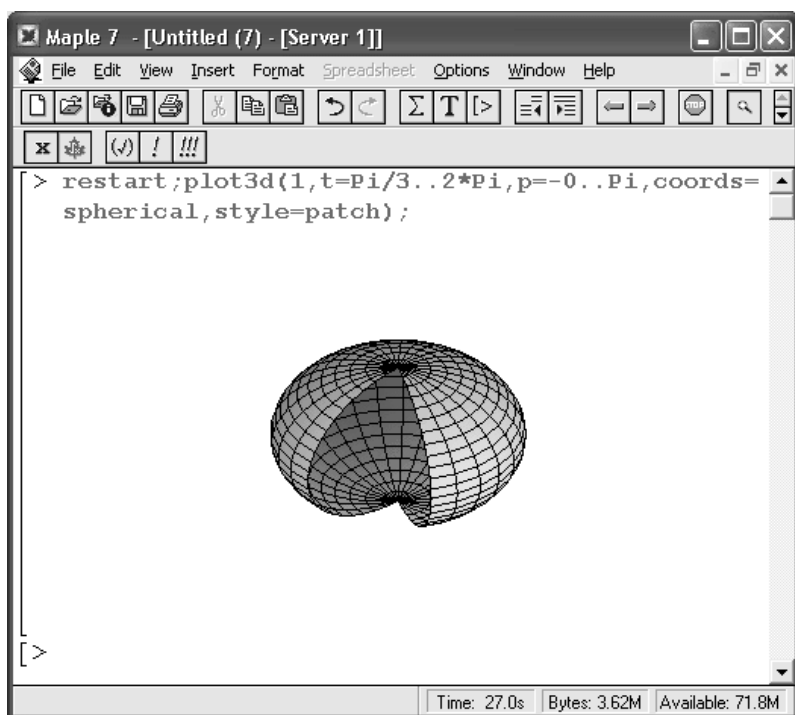 Maple 7 - [Untitled (7) - [Server 1]]
File Edit View Insert Format Spreadsheet Options Window Help
Σ T [>
STOP
x (√) ! !!!
[> restart;plot3d(1,t=Pi/3..2*Pi,p=-0..Pi,coords=
spherical,style=patch);
[>
Time: 27.0s Bytes: 3.62M Available: 71.8M